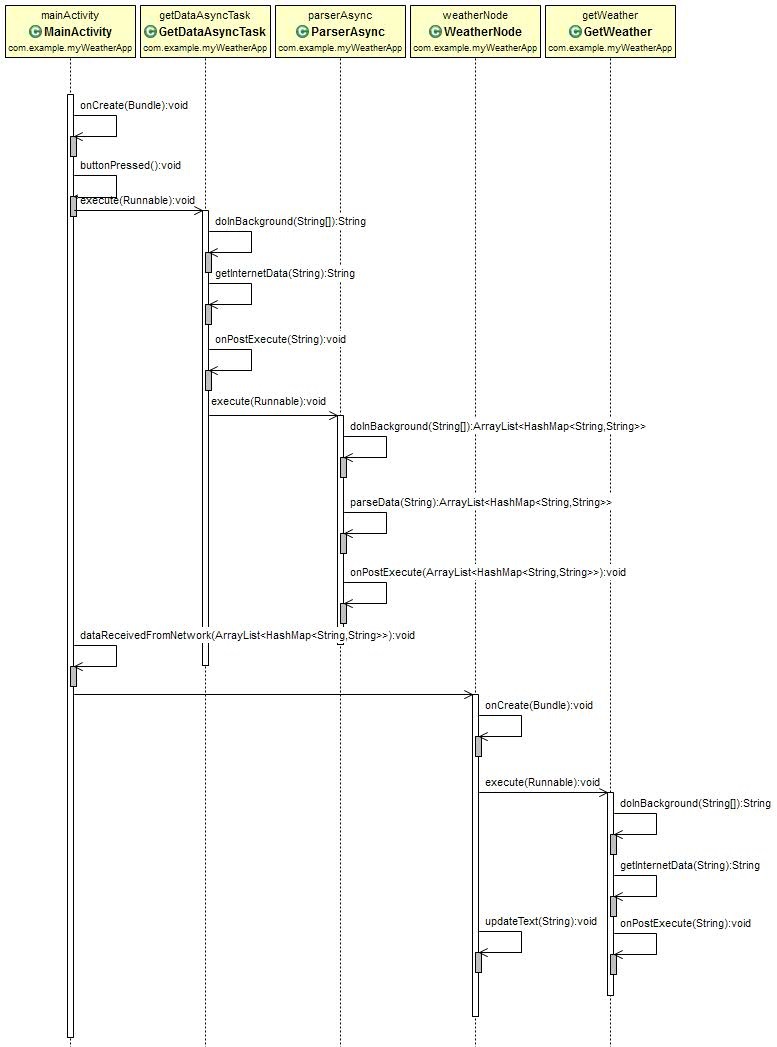 mainActivity
C MainActivity
com.example.myWeatherApp
getDataAsyncTask
C GetDataAsyncTask
com.example.myWeatherApp
parserAsync
C ParserAsync
com.example.myWeatherApp
weatherNode
C WeatherNode
com.example.myWeatherApp
getWeather
C GetWeather
com.example.myWeatherApp
onCreate(Bundle):void
buttonPressed():void
execute(Runnable):void
doInBackground(String[]):String
getInternetData(String):String
onPostExecute(String):void
execute(Runnable):void
doInBackground(String[]):ArrayList<HashMap<String,String>>
parseData(String):ArrayList<HashMap<String,String>>
onPostExecute(ArrayList<HashMap<String,String>>):void
dataReceivedFromNetwork(ArrayList<HashMap<String,String>>):void
onCreate(Bundle):void
execute(Runnable):void
doInBackground(String[]):String
getInternetData(String):String
updateText(String):void
onPostExecute(String):void